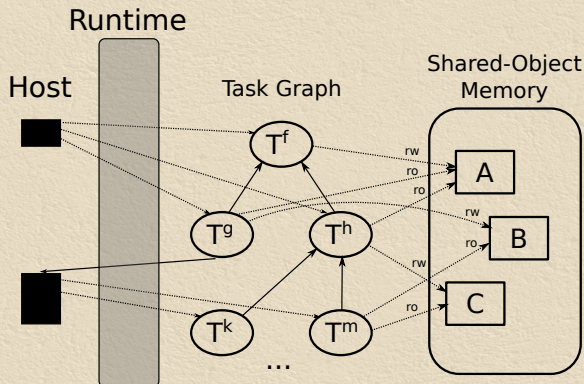 Runtime
Host
Task Graph
Shared-Object
Memory
T^f
rw
ro
ro
A
T^g
T^h
rw
ro
B
rw
C
T^k
T^m
ro
...